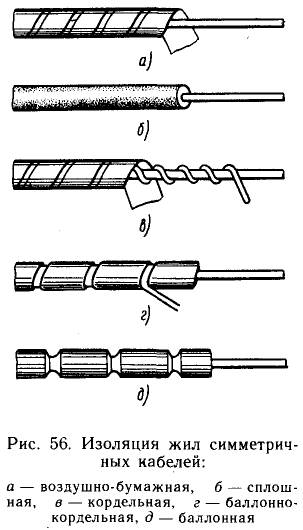 а)
б)
в)
г)
д)
Рис. 56. Изоляция жил симметрич-
ных кабелей:
а — воздушно-бумажная, б — сплош-
ная, в — кордельная, г — баллонно-
кордельная, д — баллонная